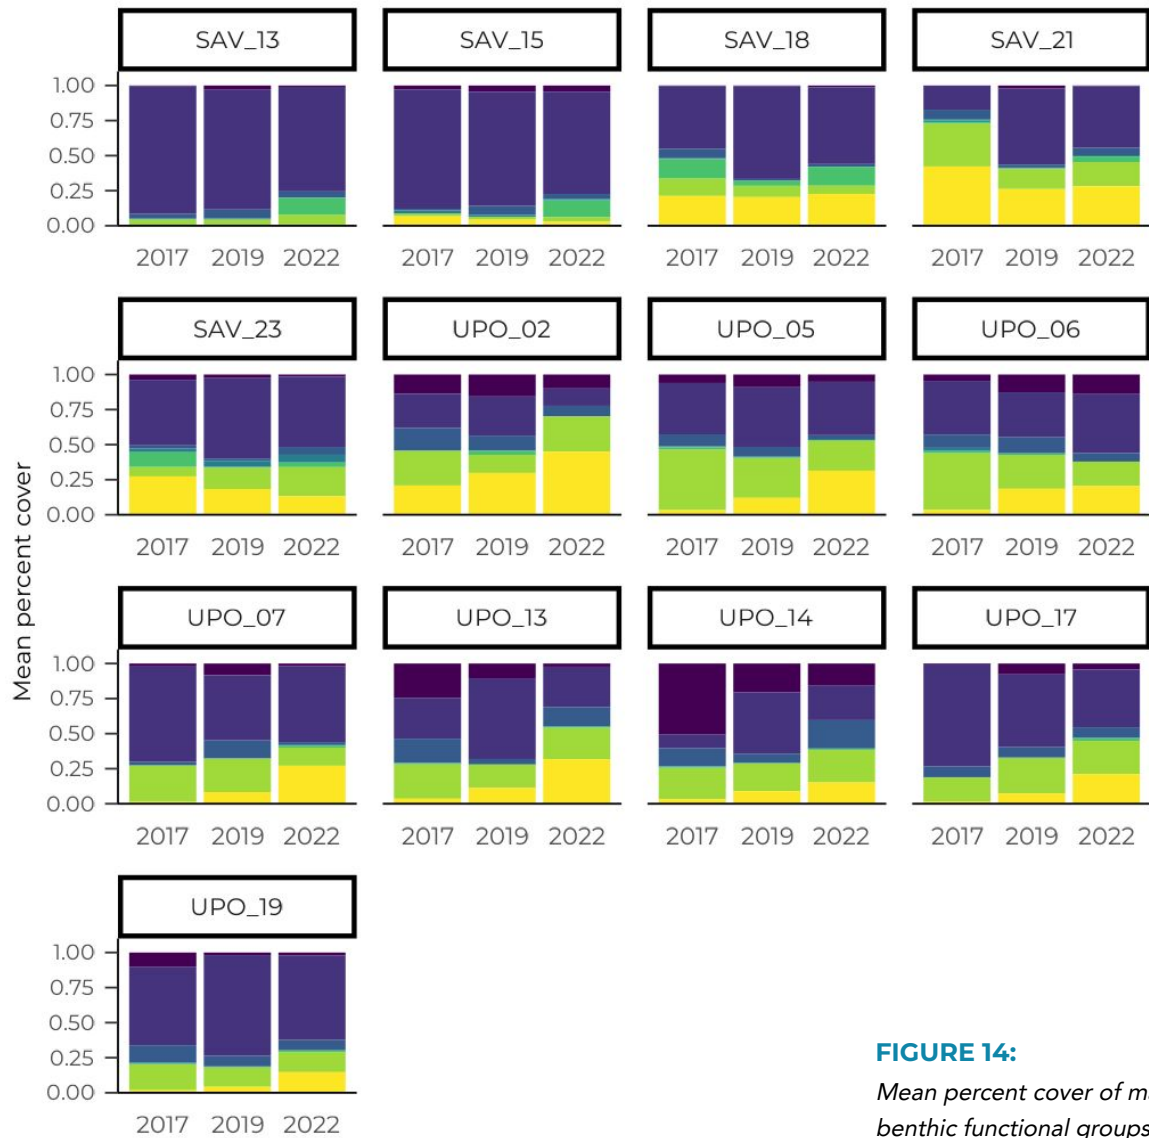 SAV_13 SAV_15 SAV_18 SAV_21
1.00
0.75
0.50
0.25
0.00
2017 2019 2022 2017 2019 2022 2017 2019 2022 2017 2019 2022
SAV_23 UPO_02 UPO_05 UPO_06
1.00
0.75
0.50
0.25
0.00
2017 2019 2022 2017 2019 2022 2017 2019 2022 2017 2019 2022
Mean percent cover
UPO_07 UPO_13 UPO_14 UPO_17
1.00
0.75
0.50
0.25
0.00
2017 2019 2022 2017 2019 2022 2017 2019 2022 2017 2019 2022
UPO_19
1.00
0.75
0.50
0.25
0.00
2017 2019 2022
FIGURE 14:
Mean percent cover of
benthic functional groups